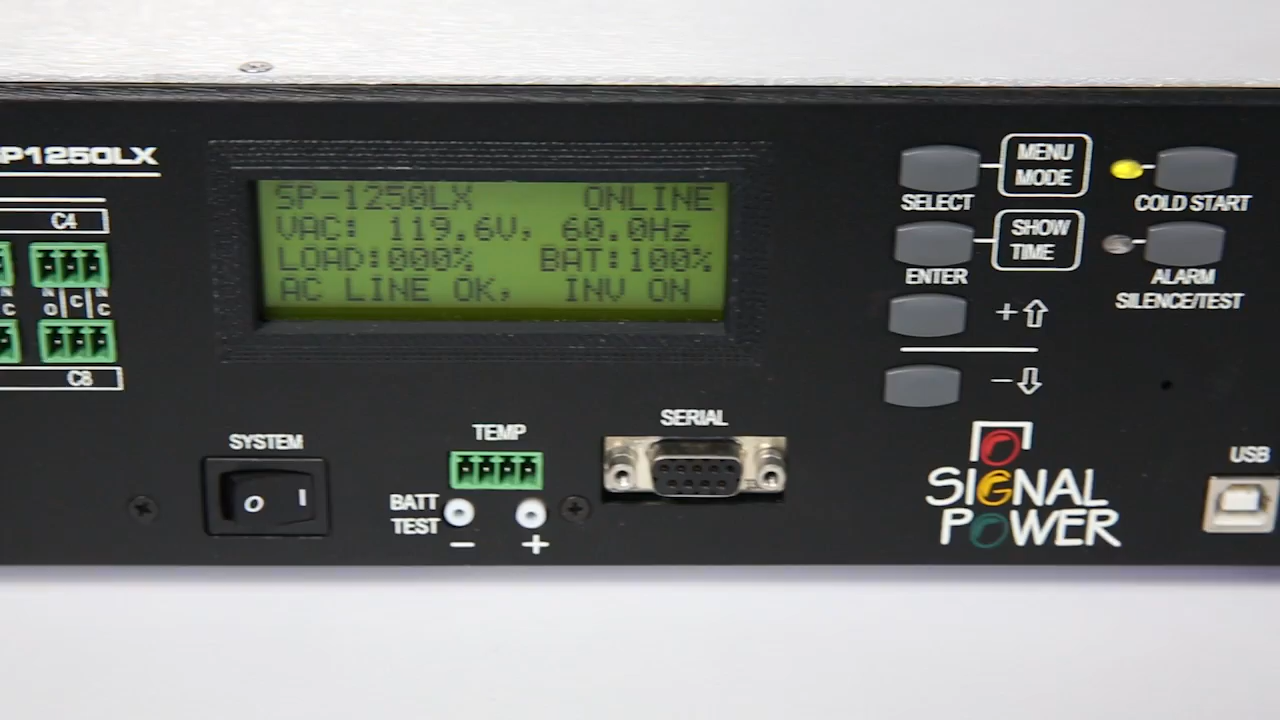 SP1250LX
C4
N O C N C
C8
SP-1250LX ONLINE
VAC: 119.6V, 60.0Hz
LOAD:000% BAT:100%
AC LINE OK, INV ON
SYSTEM
O I
TEMP
BATT
TEST
− +
SERIAL
MENU
MODE
SELECT
SHOW
TIME
ENTER
+
−
COLD START
ALARM
SILENCE/TEST
SIGNAL
POWER
USB